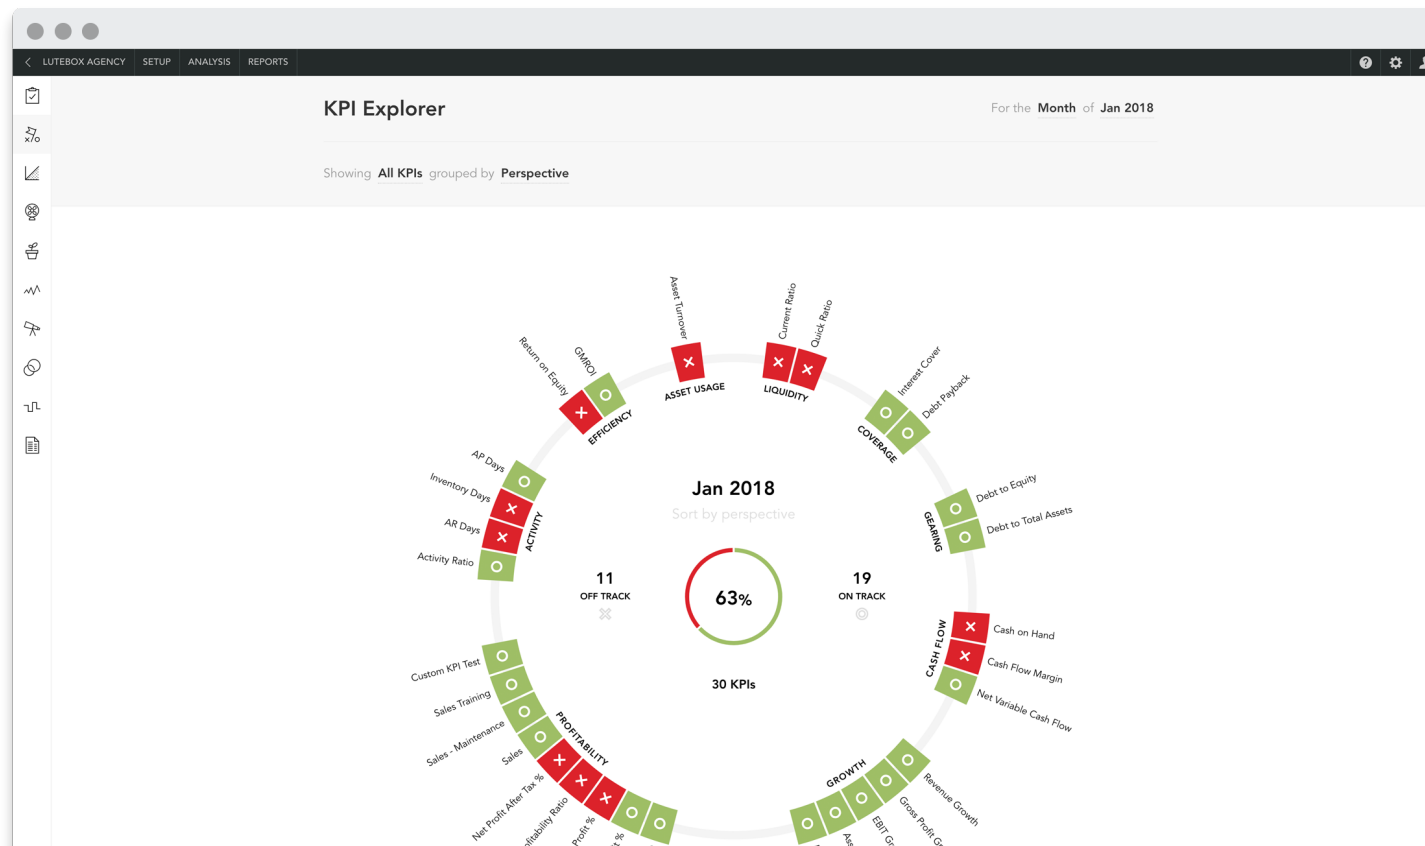 LUTEBOX AGENCY
SETUP
ANALYSIS
REPORTS
KPI Explorer
For the Month of Jan 2018
Showing All KPIs grouped by Perspective
Asset Turnover
ASSET USAGE
Current Ratio
Quick Ratio
LIQUIDITY
Interest Cover
Debt Payback
COVERAGE
Debt to Equity
Debt to Total Assets
GEARING
Cash on Hand
Cash Flow Margin
Net Variable Cash Flow
CASH FLOW
Revenue Growth
Gross Profit
EBIT
GROWTH
Profit %
Net Profit After Tax %
Sales
Sales - Maintenance
Sales Training
Custom KPI Test
PROFITABILITY
Activity Ratio
AR Days
Inventory Days
AP Days
ACTIVITY
Return on Equity
GMROI
EFFICIENCY
Jan 2018
Sort by perspective
11
OFF TRACK
63%
19
ON TRACK
30 KPIs